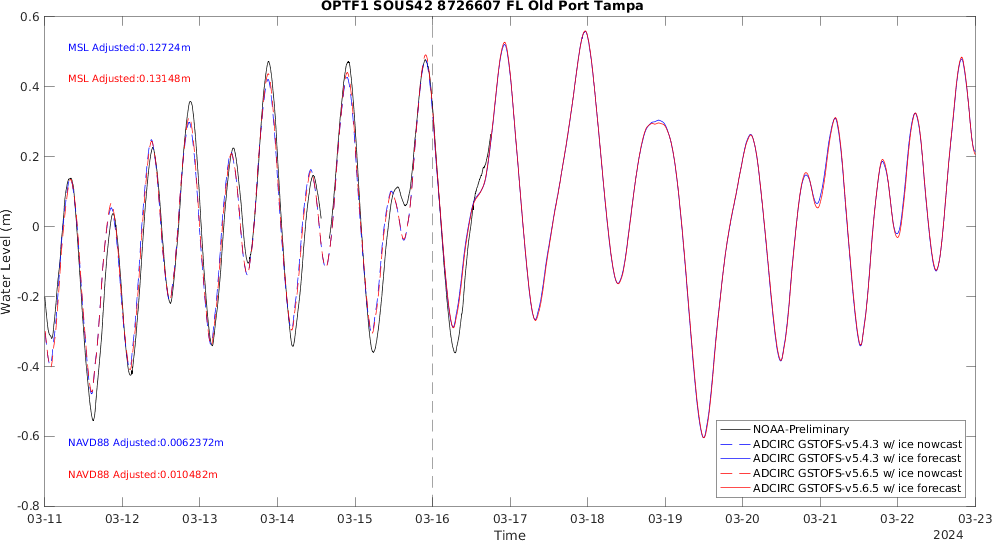 OPTF1 SOUS42 8726607 FL Old Port Tampa
0.6
0.4
0.2
0
-0.2
-0.4
-0.6
-0.8
Water Level (m)
MSL Adjusted:0.12724m
MSL Adjusted:0.13148m
NAVD88 Adjusted:0.0062372m
NAVD88 Adjusted:0.010482m
NOAA-Preliminary
ADCIRC GSTOFS-v5.4.3 w/ ice nowcast
ADCIRC GSTOFS-v5.4.3 w/ ice forecast
ADCIRC GSTOFS-v5.6.5 w/ ice nowcast
ADCIRC GSTOFS-v5.6.5 w/ ice forecast
03-11 03-12 03-13 03-14 03-15 03-16 03-17 03-18 03-19 03-20 03-21 03-22 03-23
Time
2024